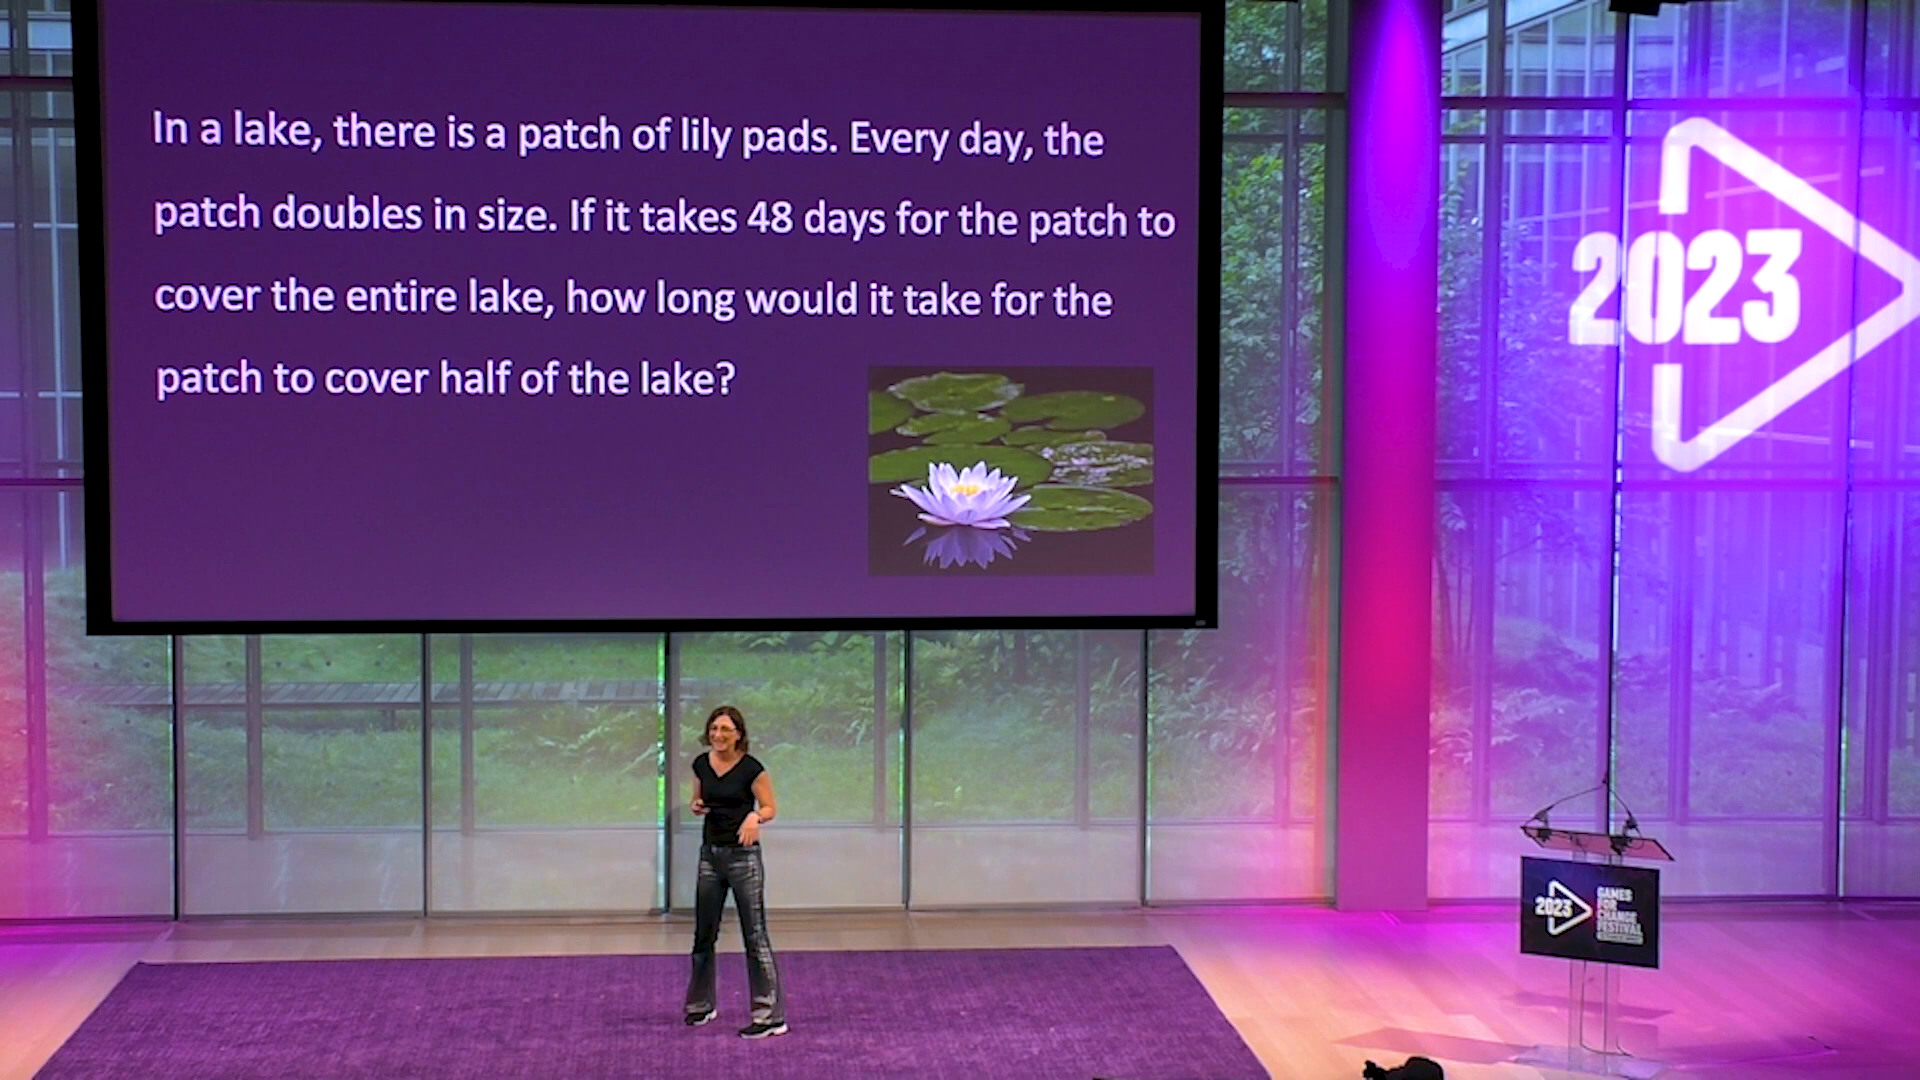 In a lake, there is a patch of lily pads. Every day, the
patch doubles in size. If it takes 48 days for the patch to
cover the entire lake, how long would it take for the
patch to cover half of the lake?
2023
2023
GAMES
FOR
CHANGE
FESTIVAL